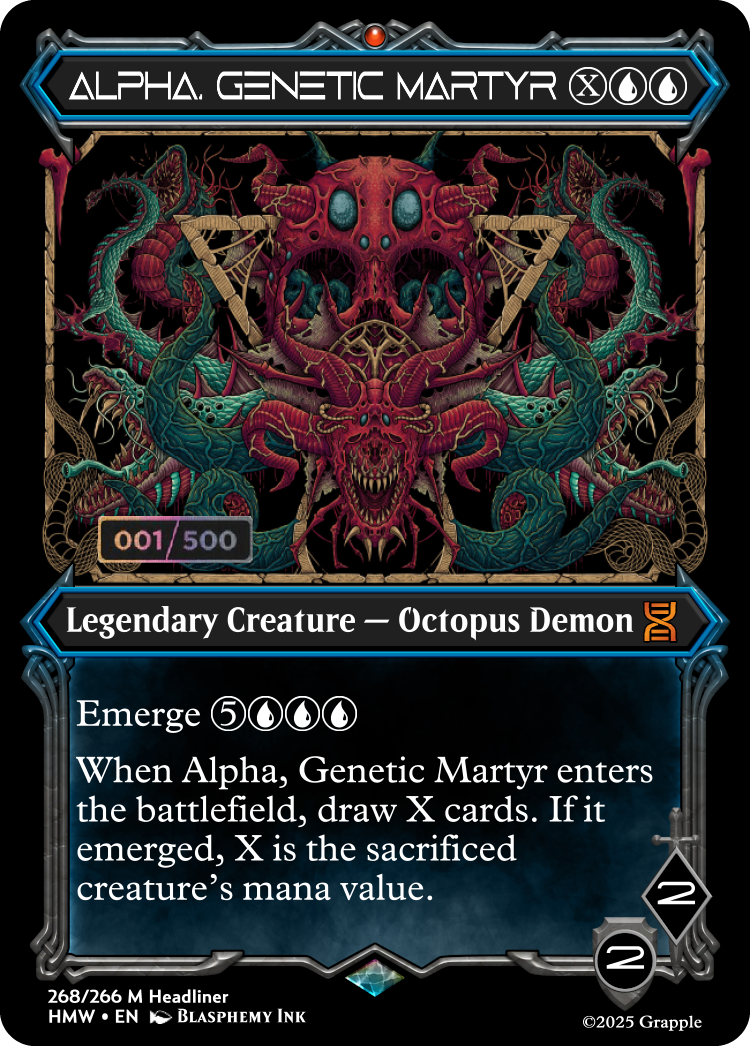 ALPHA, GENETIC MARTYR X
001/500
Legendary Creature — Octopus Demon
Emerge 5
When Alpha, Genetic Martyr enters
the battlefield, draw X cards. If it
emerged, X is the sacrificed
creature's mana value.
2
2
268/266 M Headliner
HMW • EN BLASPHEMY INK
©2025 Grapple